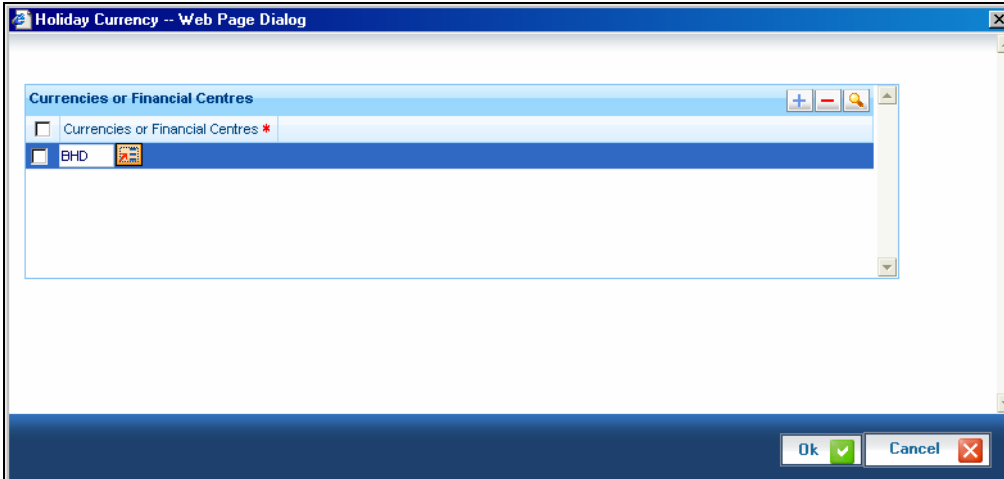 Holiday Currency -- Web Page Dialog
Currencies or Financial Centres
Currencies or Financial Centres *
BHD
Ok
Cancel